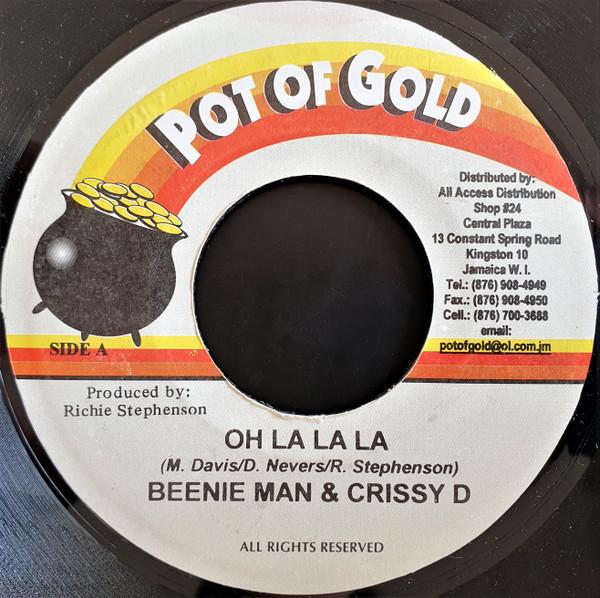 POT OF GOLD
Distributed by:
All Access Distribution
Shop #24
Central Plaza
13 Constant Spring Road
Kingston 10
Jamaica W. I.
Tel.: (876) 908-4949
Fax.: (876) 908-4950
Cell.: (876) 700-3688
email:
potofgold@ol.com.jm
SIDE A
Produced by:
Richie Stephenson
OH LA LA LA
(M. Davis/D. Nevers/R. Stephenson)
BEENIE MAN & CRISSY D
ALL RIGHTS RESERVED